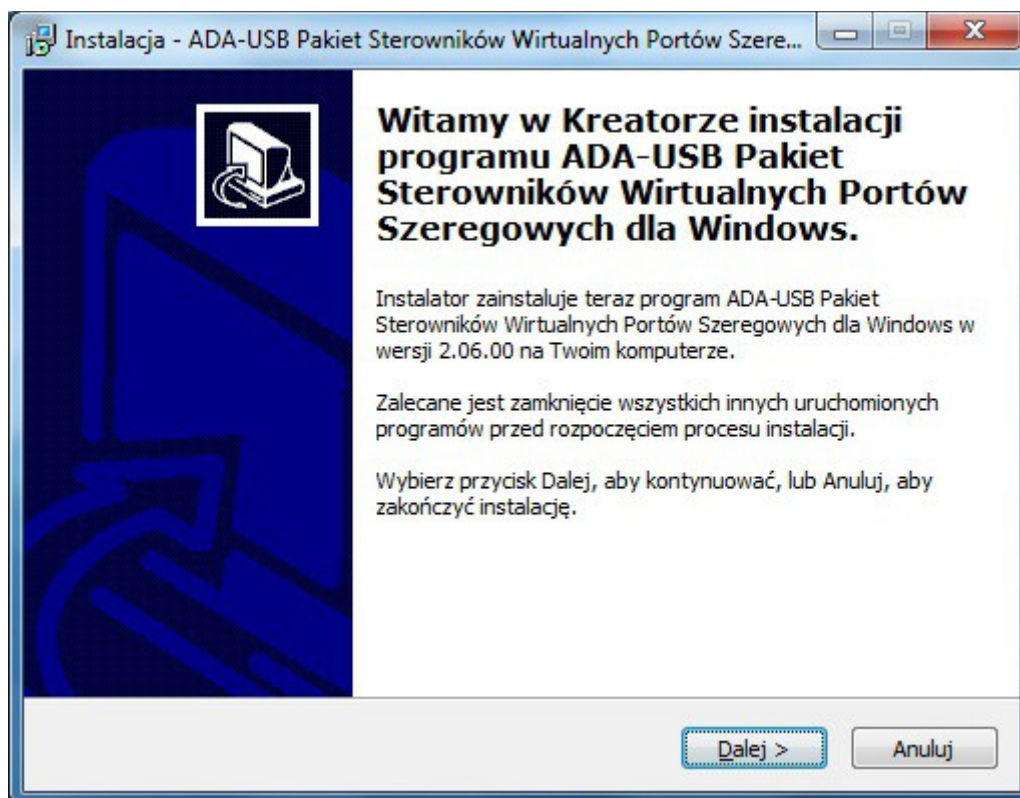 Instalacja - ADA-USB Pakiet Sterowników Wirtualnych Portów Szere...
Witamy w Kreatorze instalacji
programu ADA-USB Pakiet
Sterowników Wirtualnych Portów
Szeregowych dla Windows.
Instalator zainstaluje teraz program ADA-USB Pakiet
Sterowników Wirtualnych Portów Szeregowych dla Windows w
wersji 2.06.00 na Twoim komputerze.
Zalecane jest zamknięcie wszystkich innych uruchomionych
programów przed rozpoczęciem procesu instalacji.
Wybierz przycisk Dalej, aby kontynuować, lub Anuluj, aby
zakończyć instalację.
Dalej > Anuluj